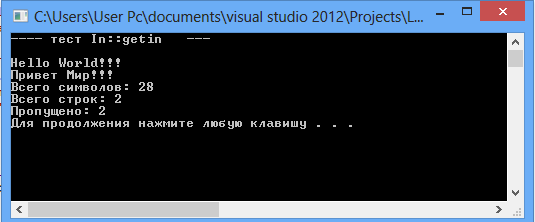 C:\Users\User Pc\documents\visual studio 2012\Projects\L...
---- тест In::getin ---
Hello World!!!
Привет Мир!!!
Всего символов: 28
Всего строк: 2
Пропущено: 2
Для продолжения нажмите любую клавишу . . .